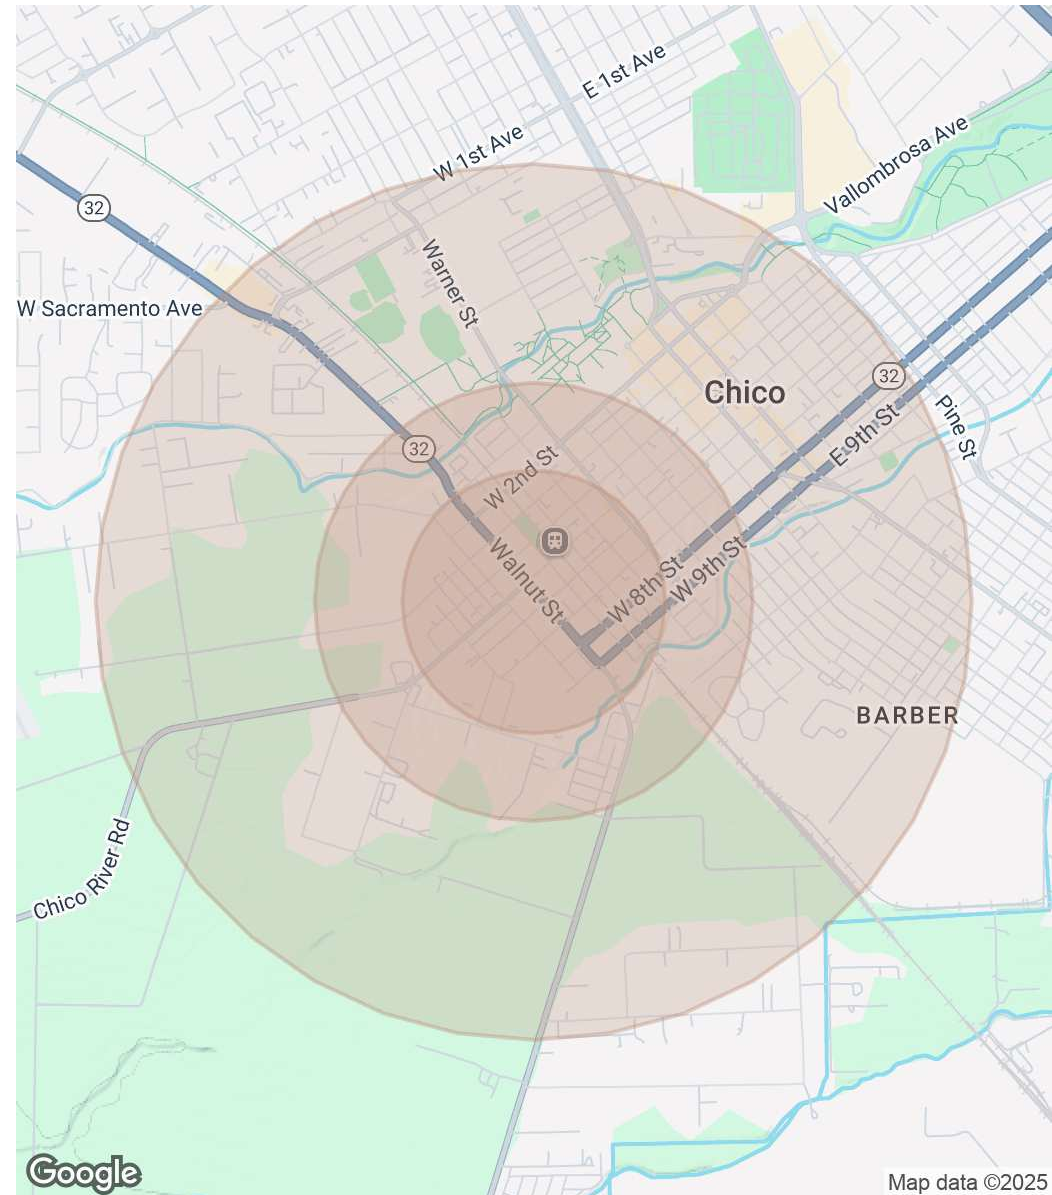 E 1st Ave
W 1st Ave
Vallombrosa Ave
32
Warner St
W Sacramento Ave
32
Chico
Pine St
E 9th St
32
W 2nd St
Walnut St
W 8th St
W 9th St
BARBER
Chico River Rd
Google
Map data ©2025